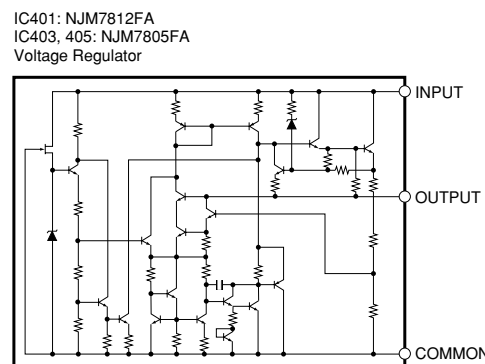 IC401: NJM7812FA
IC403, 405: NJM7805FA
Voltage Regulator
INPUT
OUTPUT
COMMON